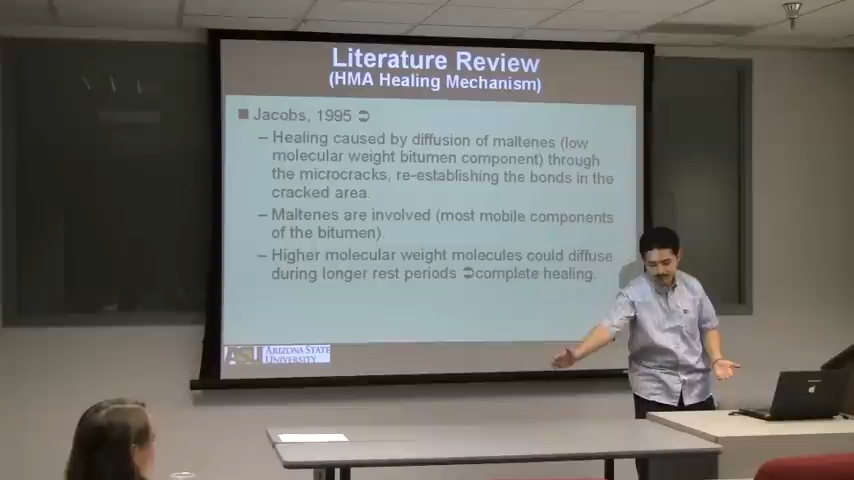 Literature Review
(HMA Healing Mechanism)
Jacobs, 1995 ➲
– Healing caused by diffusion of maltenes (low
molecular weight bitumen component) through
the microcracks, re-establishing the bonds in the
cracked area.
– Maltenes are involved (most mobile components
of the bitumen).
– Higher molecular weight molecules could diffuse
during longer rest periods ➲complete healing.
ASU
ARIZONA STATE
UNIVERSITY